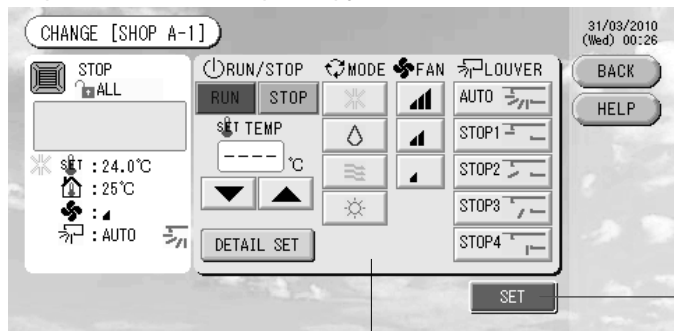 CHANGE [SHOP A-1]
31/03/2010
(Wed) 00:26
STOP
ALL
SET : 24.0℃
: 25℃
:
: AUTO
RUN/STOP
RUN STOP
SET TEMP
---- ℃
DETAIL SET
MODE
FAN
LOUVER
AUTO
STOP1
STOP2
STOP3
STOP4
BACK
HELP
SET